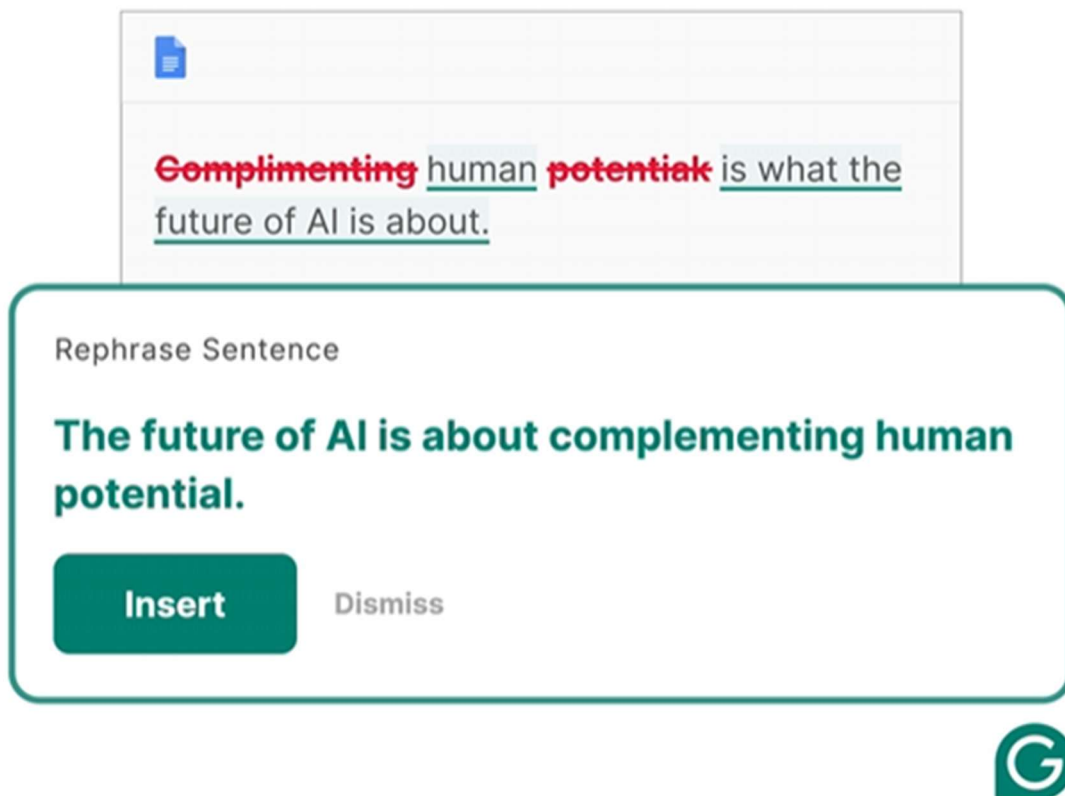 Complimenting human potentiak is what the
future of AI is about.
Rephrase Sentence
The future of AI is about complementing human
potential.
Insert Dismiss
G